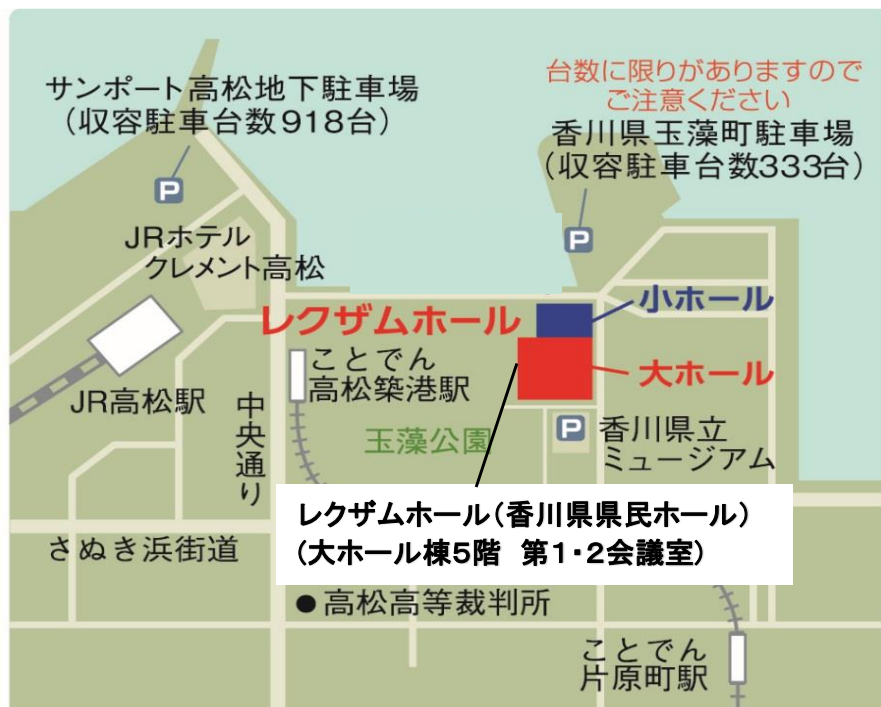 サンポート高松地下駐車場
(収容駐車台数918台)
台数に限りがありますので
ご注意ください
香川県玉藻町駐車場
(収容駐車台数333台)
P
P
JRホテル
クレメント高松
小ホール
レクザムホール
大ホール
ことでん
高松築港駅
JR高松駅
中央通り
玉藻公園
P
香川県立
ミュージアム
レクザムホール(香川県県民ホール)
(大ホール棟5階 第1・2会議室)
さぬき浜街道
●高松高等裁判所
ことでん
片原町駅